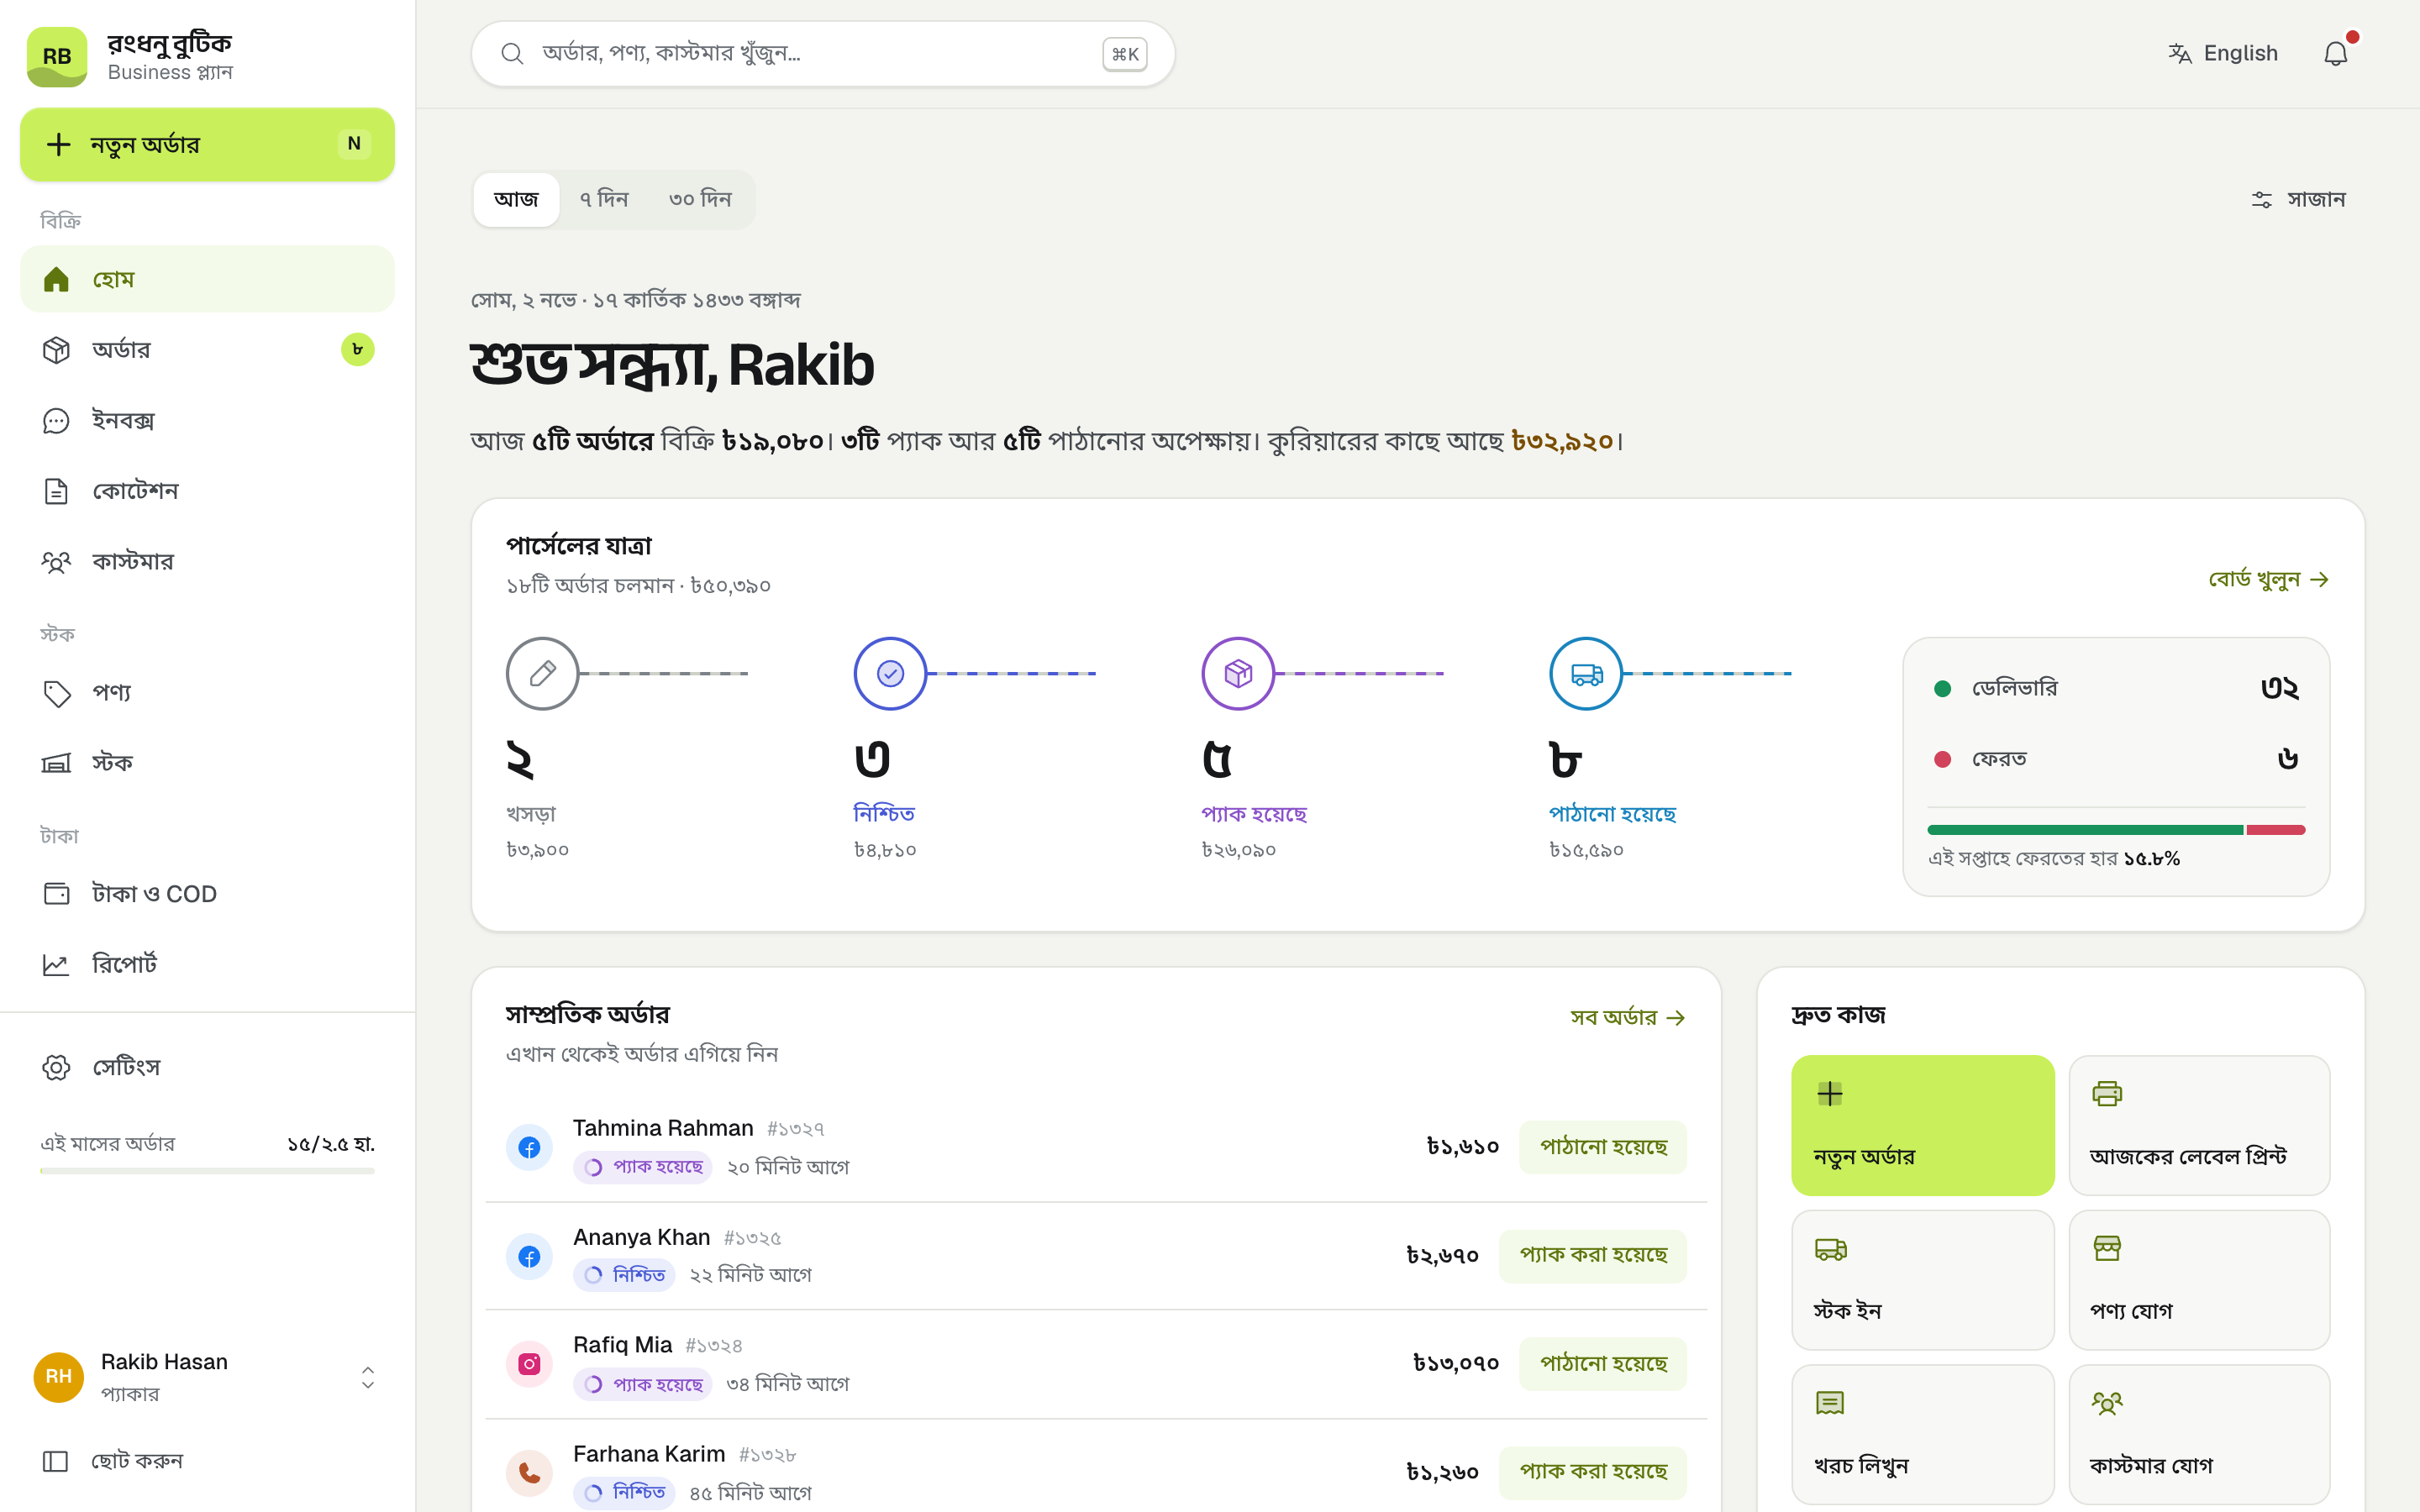 RB
রংধনু বুটিক
Business প্ল্যান
নতুন অর্ডার N
বিক্রি
হোম
অর্ডার ৮
ইনবক্স
কোটেশন
কাস্টমার
স্টক
পণ্য
স্টক
টাকা
টাকা ও COD
রিপোর্ট
সেটিংস
এই মাসের অর্ডার ১৫/২.৫ হা.
RH
Rakib Hasan
প্যাকার
ছোট করুন
অর্ডার, পণ্য, কাস্টমার খুঁজুন... ⌘K
English
আজ ৭ দিন ৩০ দিন
সাজান
সোম, ২ নভে · ১৭ কার্তিক ১৪৩৩ বঙ্গাব্দ
শুভ সন্ধ্যা, Rakib
আজ ৫টি অর্ডারে বিক্রি ৳১৯,০৮০। ৩টি প্যাক আর ৫টি পাঠানোর অপেক্ষায়। কুরিয়ারের কাছে আছে ৳৩২,৯২০।
পার্সেলের যাত্রা
১৮টি অর্ডার চলমান · ৳৫০,৩৯০
বোর্ড খুলুন →
২
খসড়া
৳৩,৯০০
৩
নিশ্চিত
৳৪,৮১০
৫
প্যাক হয়েছে
৳২৬,০৯০
৮
পাঠানো হয়েছে
৳১৫,৫৯০
ডেলিভারি ৩২
ফেরত ৬
এই সপ্তাহে ফেরতের হার ১৫.৮%
সাম্প্রতিক অর্ডার
এখান থেকেই অর্ডার এগিয়ে নিন
সব অর্ডার →
Tahmina Rahman #১৩২৭
প্যাক হয়েছে ২০ মিনিট আগে
৳১,৬১০ পাঠানো হয়েছে
Ananya Khan #১৩২৫
নিশ্চিত ২২ মিনিট আগে
৳২,৬৭০ প্যাক করা হয়েছে
Rafiq Mia #১৩২৪
প্যাক হয়েছে ৩৪ মিনিট আগে
৳১৩,০৭০ পাঠানো হয়েছে
Farhana Karim #১৩২৮
নিশ্চিত ৪৫ মিনিট আগে
৳১,২৬০ প্যাক করা হয়েছে
দ্রুত কাজ
নতুন অর্ডার
আজকের লেবেল প্রিন্ট
স্টক ইন
পণ্য যোগ
খরচ লিখুন
কাস্টমার যোগ